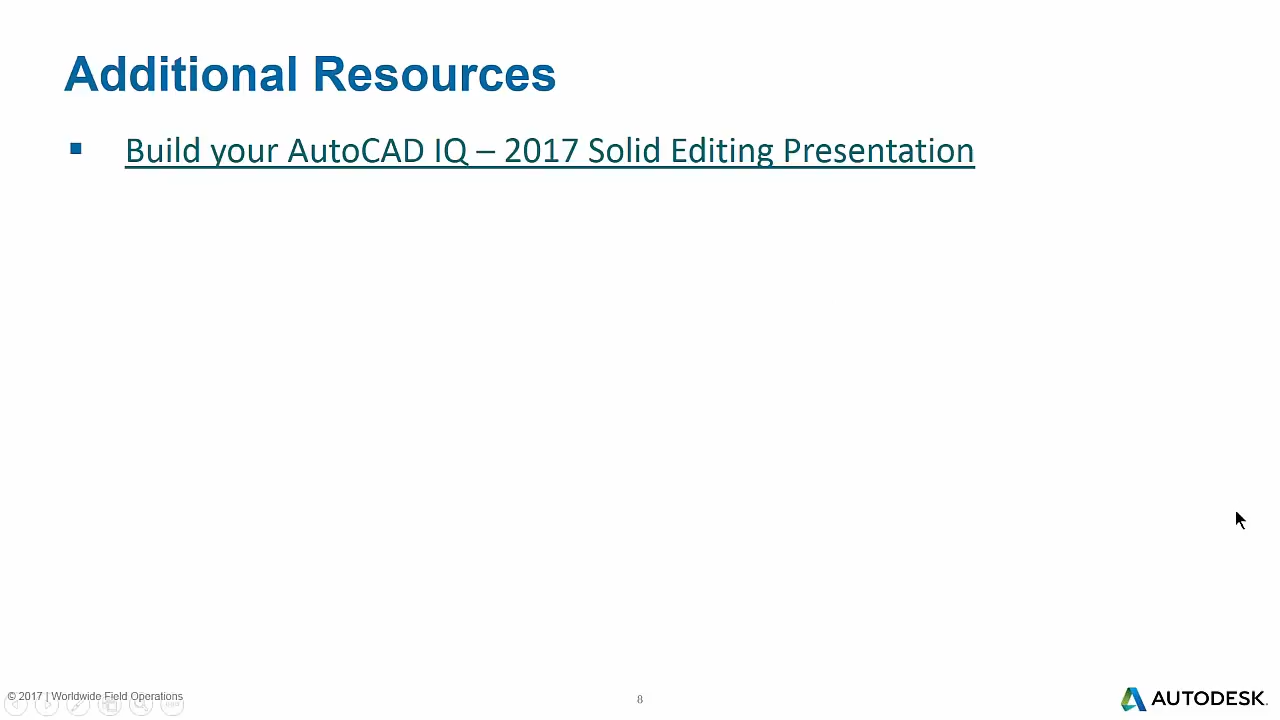 Additional Resources
▪ Build your AutoCAD IQ – 2017 Solid Editing Presentation
© 2017 | Worldwide Field Operations
8
AUTODESK.